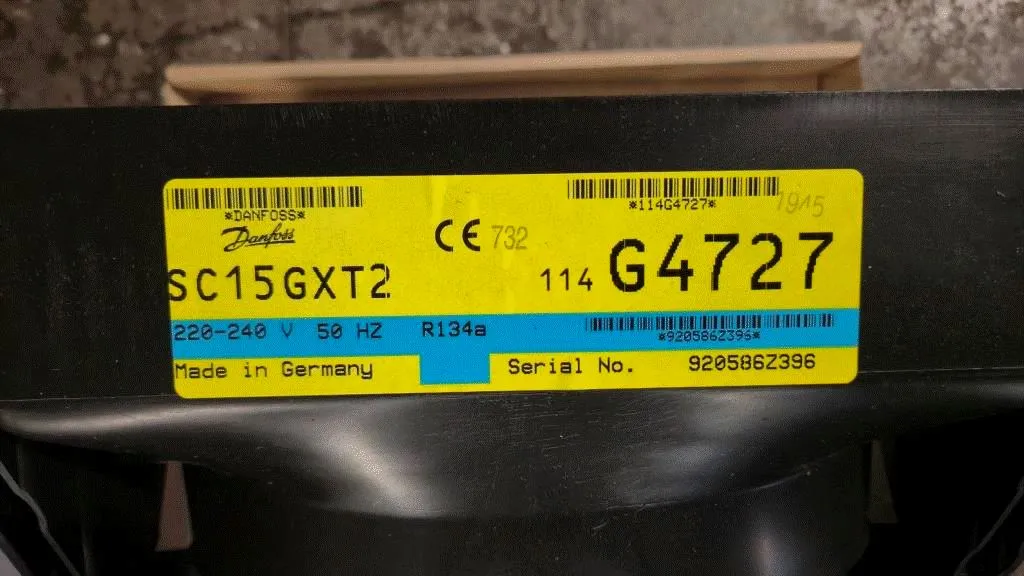 *DANFOSS*
*114G4727*
Danfoss
CE 732
SC15GXT2
114 G4727
220-240 V 50 HZ R134a
*920586Z396*
Made in Germany
Serial No. 920586Z396